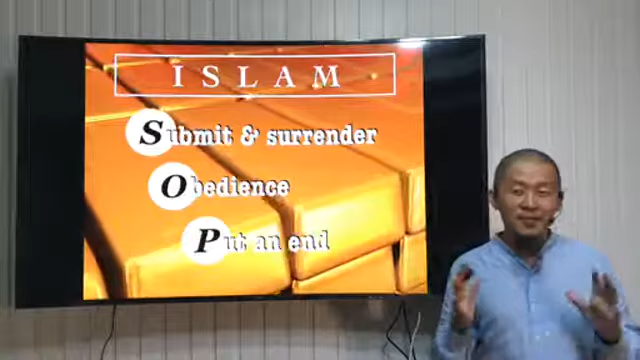 ISLAM
Submit & surrender
Obedience
Put an end